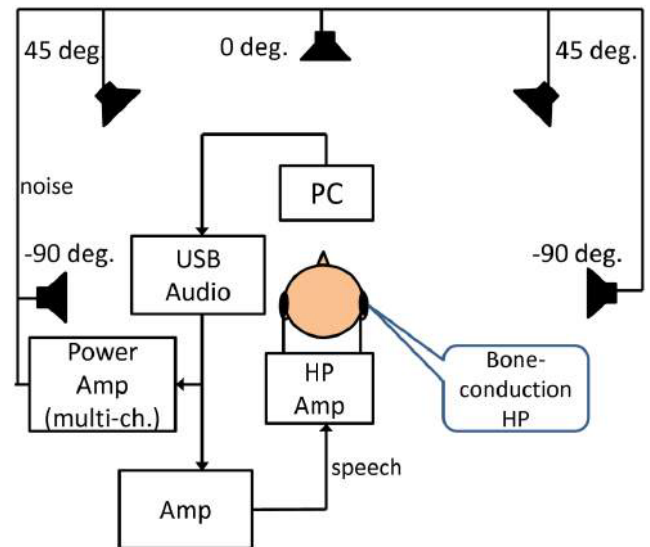 45 deg.
0 deg.
45 deg.
PC
noise
-90 deg.
USB
Audio
-90 deg.
Power
Amp
(multi-ch.)
HP
Amp
Bone-
conduction
HP
speech
Amp